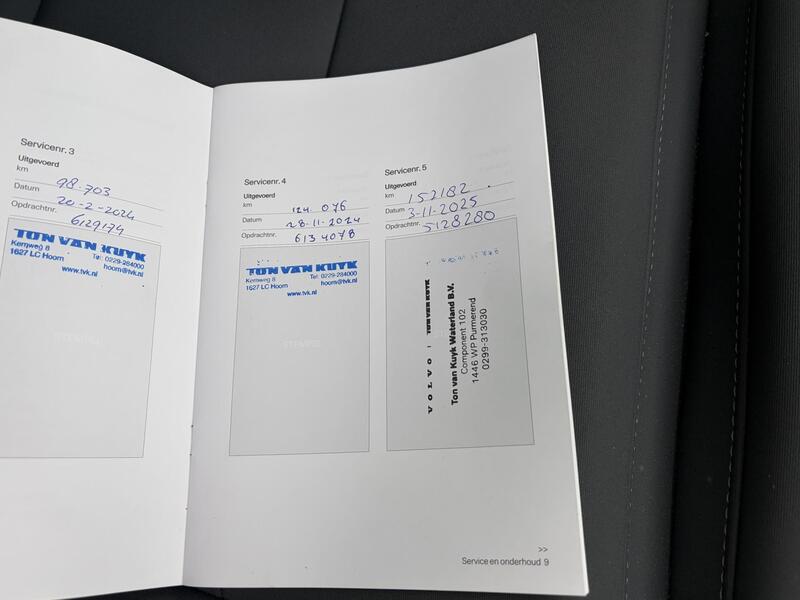 Servicenr. 3
Uitgevoerd
km 98.703
Datum 20-2-2024
Opdrachtnr. 6129174
TON VAN KUYK
Kernweg 8 Tel: 0229-284000
1627 LC Hoorn hoorn@tvk.nl
www.tvk.nl
Servicenr. 4
Uitgevoerd
km 124.076
Datum 28-11-2024
Opdrachtnr. 6134078
TON VAN KUYK
Kernweg 8 Tel: 0229-284000
1627 LC Hoorn hoorn@tvk.nl
www.tvk.nl
STEMPEL
Servicenr. 5
Uitgevoerd
km 152182
Datum 3-11-2025
Opdrachtnr. 5128280
VOLVO | TON VAN KUYK
Ton van Kuyk Waterland B.V.
Component 102
1446 WP Purmerend
0299-313030
>>
Service en onderhoud 9